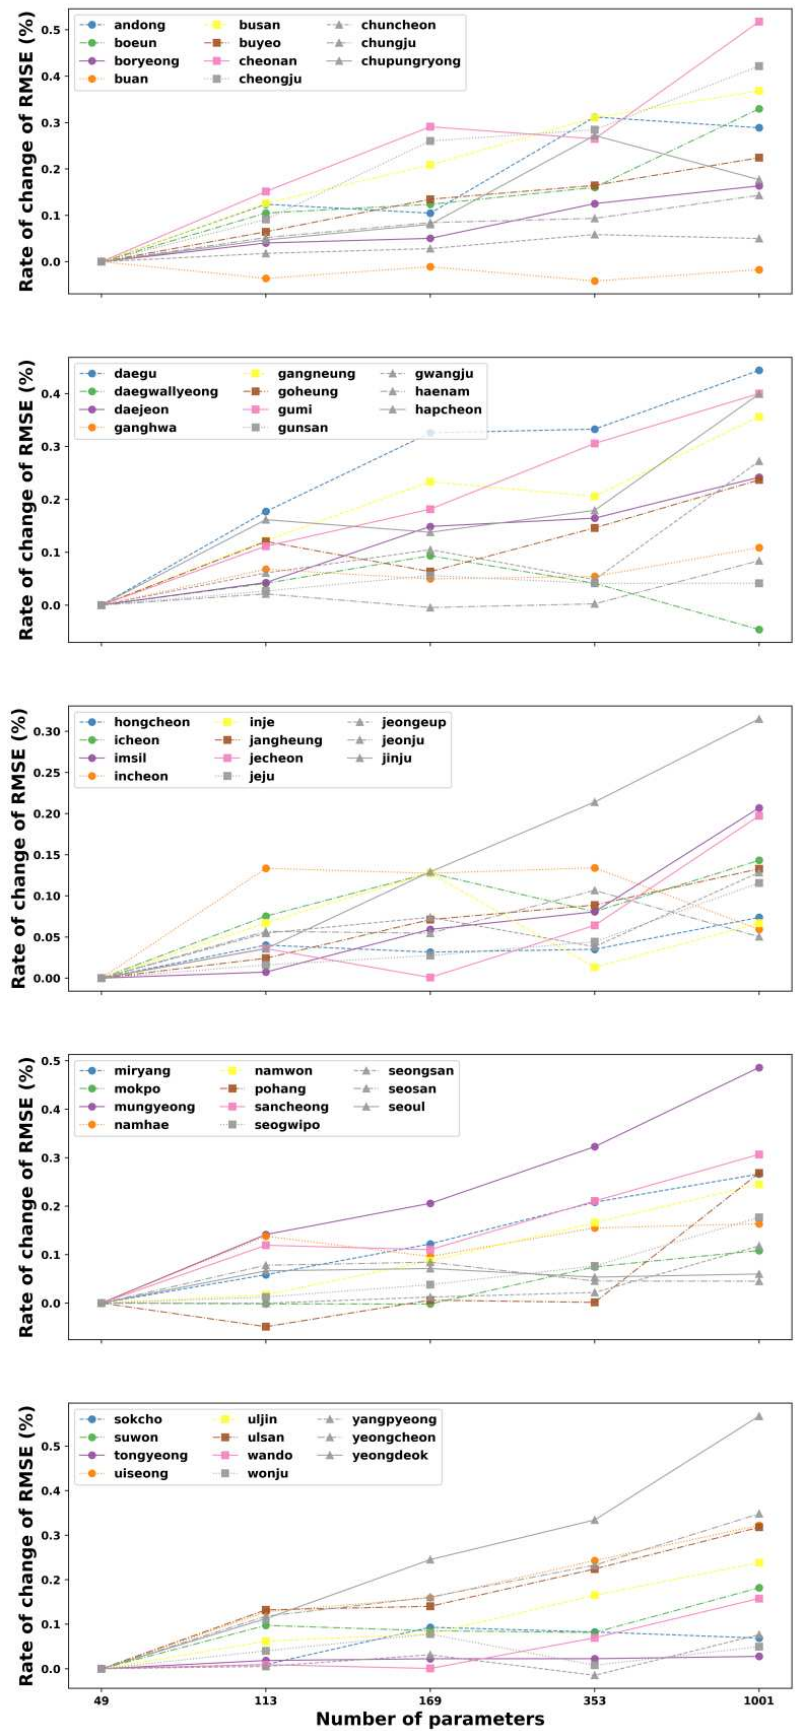 Rate of change of RMSE (%)
0.5
0.4
0.3
0.2
0.1
0.0
andong
boeun
boryeong
buan
busan
buyeo
cheonan
cheongju
chuncheon
chungju
chupungryong
Rate of change of RMSE (%)
0.4
0.3
0.2
0.1
0.0
daegu
daegwallyeong
daejeon
ganghwa
gangneung
goheung
gumi
gunsan
gwangju
haenam
hapcheon
Rate of change of RMSE (%)
0.30
0.25
0.20
0.15
0.10
0.05
0.00
hongcheon
icheon
imsil
incheon
inje
jangheung
jecheon
jeju
jeongeup
jeonju
jinju
Rate of change of RMSE (%)
0.5
0.4
0.3
0.2
0.1
0.0
miryang
mokpo
mungyeong
namhae
namwon
pohang
sancheong
seogwipo
seongsan
seosan
seoul
Rate of change of RMSE (%)
0.5
0.4
0.3
0.2
0.1
0.0
sokcho
suwon
tongyeong
uiseong
uljin
ulsan
wando
wonju
yangpyeong
yeongcheon
yeongdeok
49
113
169
353
1001
Number of parameters